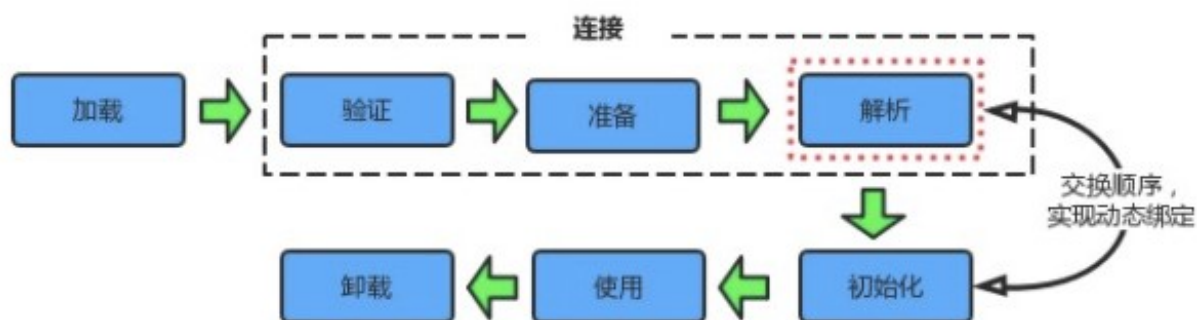 连接
加载
验证
准备
解析
交换顺序，
实现动态绑定
卸载
使用
初始化